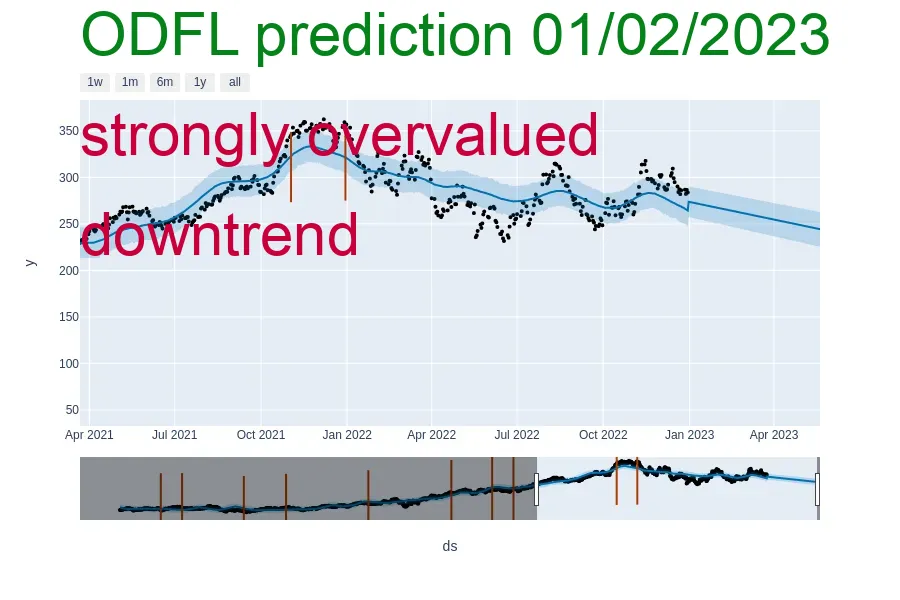 ODFL prediction 01/02/2023
1w 1m 6m 1y all
strongly overvalued
downtrend
350
300
250
200
150
100
50
y
Apr 2021 Jul 2021 Oct 2021 Jan 2022 Apr 2022 Jul 2022 Oct 2022 Jan 2023 Apr 2023
ds